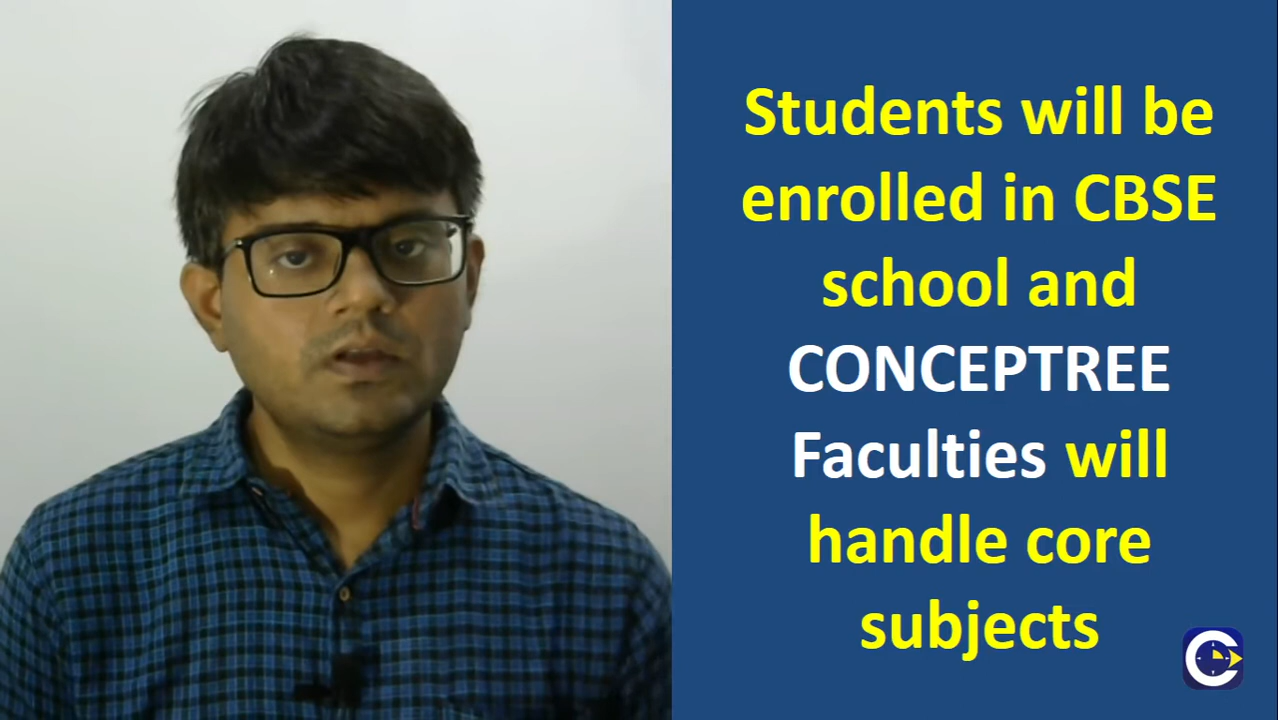 Students will be
enrolled in CBSE
school and
CONCEPTREE
Faculties will
handle core
subjects